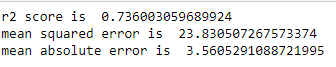 r2 score is  0.736003059689924
mean squared error is  23.830507267573374
mean absolute error is  3.5605291088721995